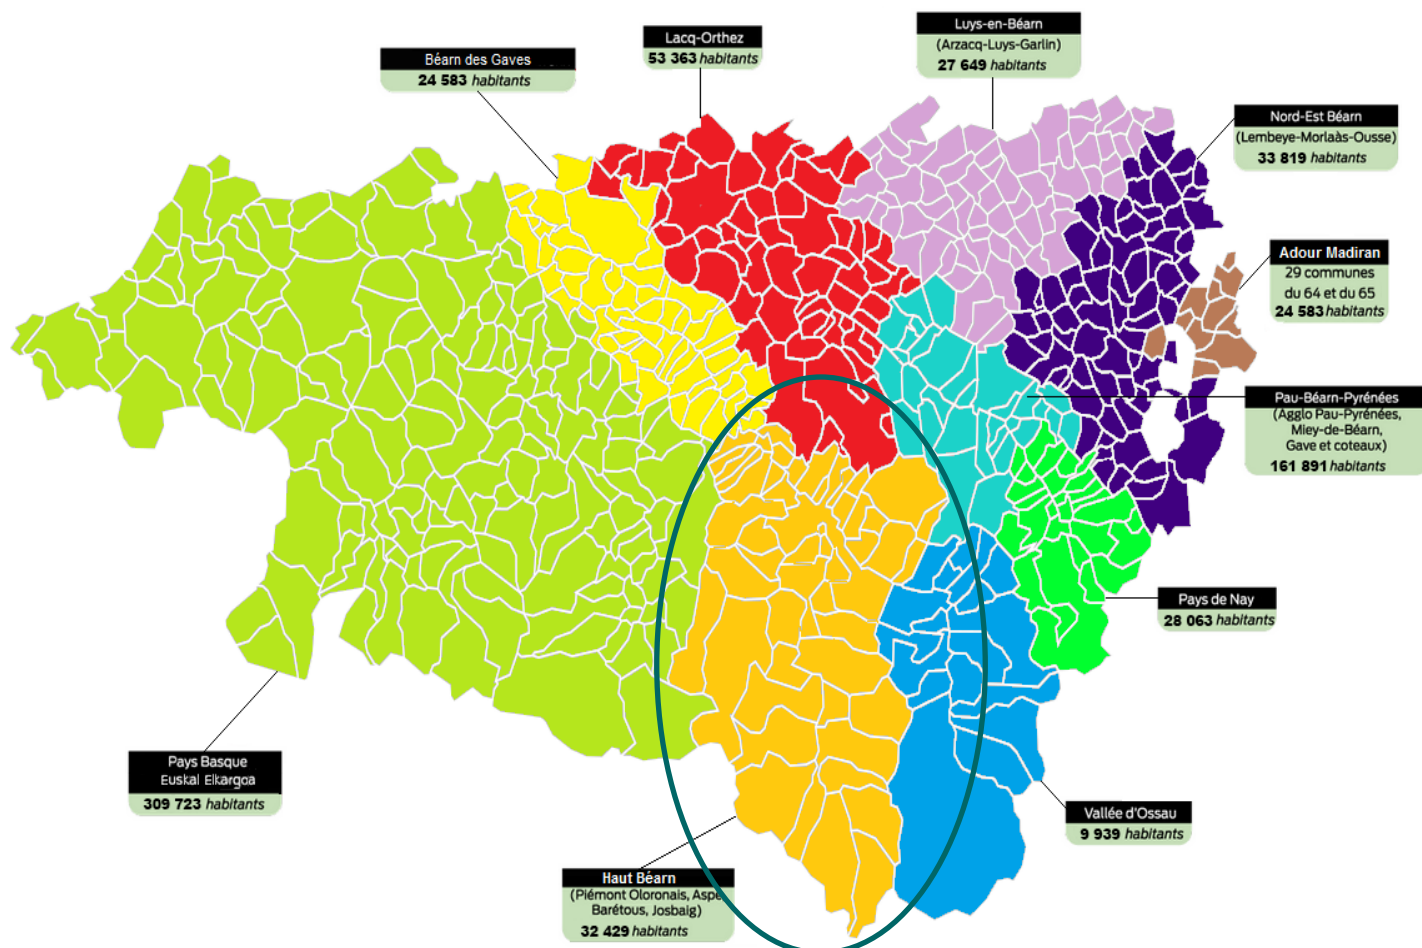 Luys-en-Béarn
(Arzacq-Luys-Garlin)
27 649 habitants
Lacq-Orthez
53 363 habitants
Béarn des Gaves
24 583 habitants
Nord-Est Béarn
(Lembeye-Morlaàs-Ousse)
33 819 habitants
Adour Madiran
29 communes
du 64 et du 65
24 583 habitants
Pau-Béarn-Pyrénées
(Agglo Pau-Pyrénées,
Miey-de-Béarn,
Gave et coteaux)
161 891 habitants
Pays de Nay
28 063 habitants
Pays Basque
Euskal Elkargoa
309 723 habitants
Vallée d'Ossau
9 939 habitants
Haut Béarn
(Piémont Oloronais, Aspe
Barétous, Josbaig)
32 429 habitants